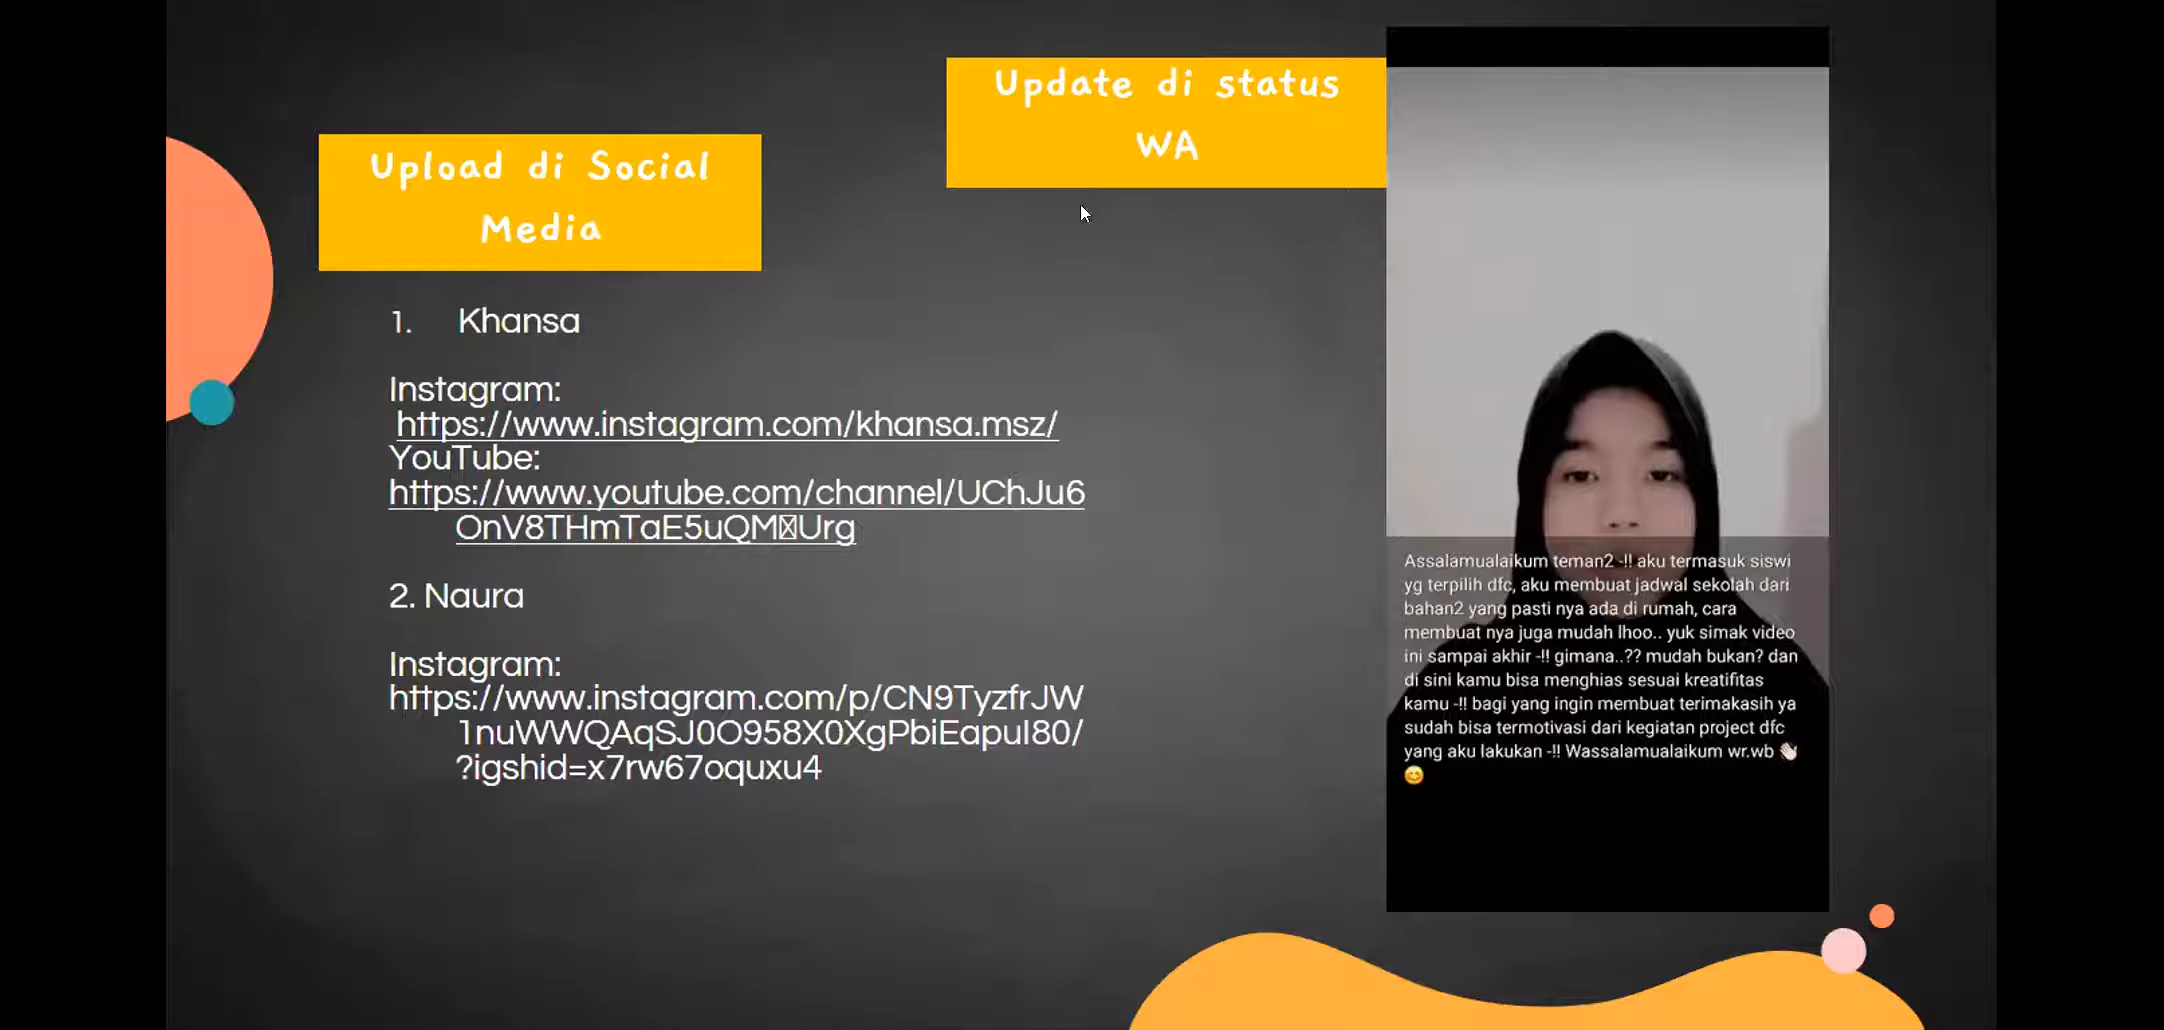 Upload di Social
Media
1. Khansa
Instagram:
https://www.instagram.com/khansa.msz/
YouTube:
https://www.youtube.com/channel/UChJu6
OnV8THmTaE5uQM Urg
2. Naura
Instagram:
https://www.instagram.com/p/CN9TyzfrJW
1nuWWQAqSJ0O958X0XgPbiEapuI80/
?igshid=x7rw67oquxu4
Update di status
WA
Assalamualaikum teman2 -!! aku termasuk siswi
yg terpilih dfc, aku membuat jadwal sekolah dari
bahan2 yang pasti nya ada di rumah, cara
membuat nya juga mudah lhoo.. yuk simak video
ini sampai akhir -!! gimana..?? mudah bukan? dan
di sini kamu bisa menghias sesuai kreatifitas
kamu -!! bagi yang ingin membuat terimakasih ya
sudah bisa termotivasi dari kegiatan project dfc
yang aku lakukan -!! Wassalamualaikum wr.wb 👋🏻
😊